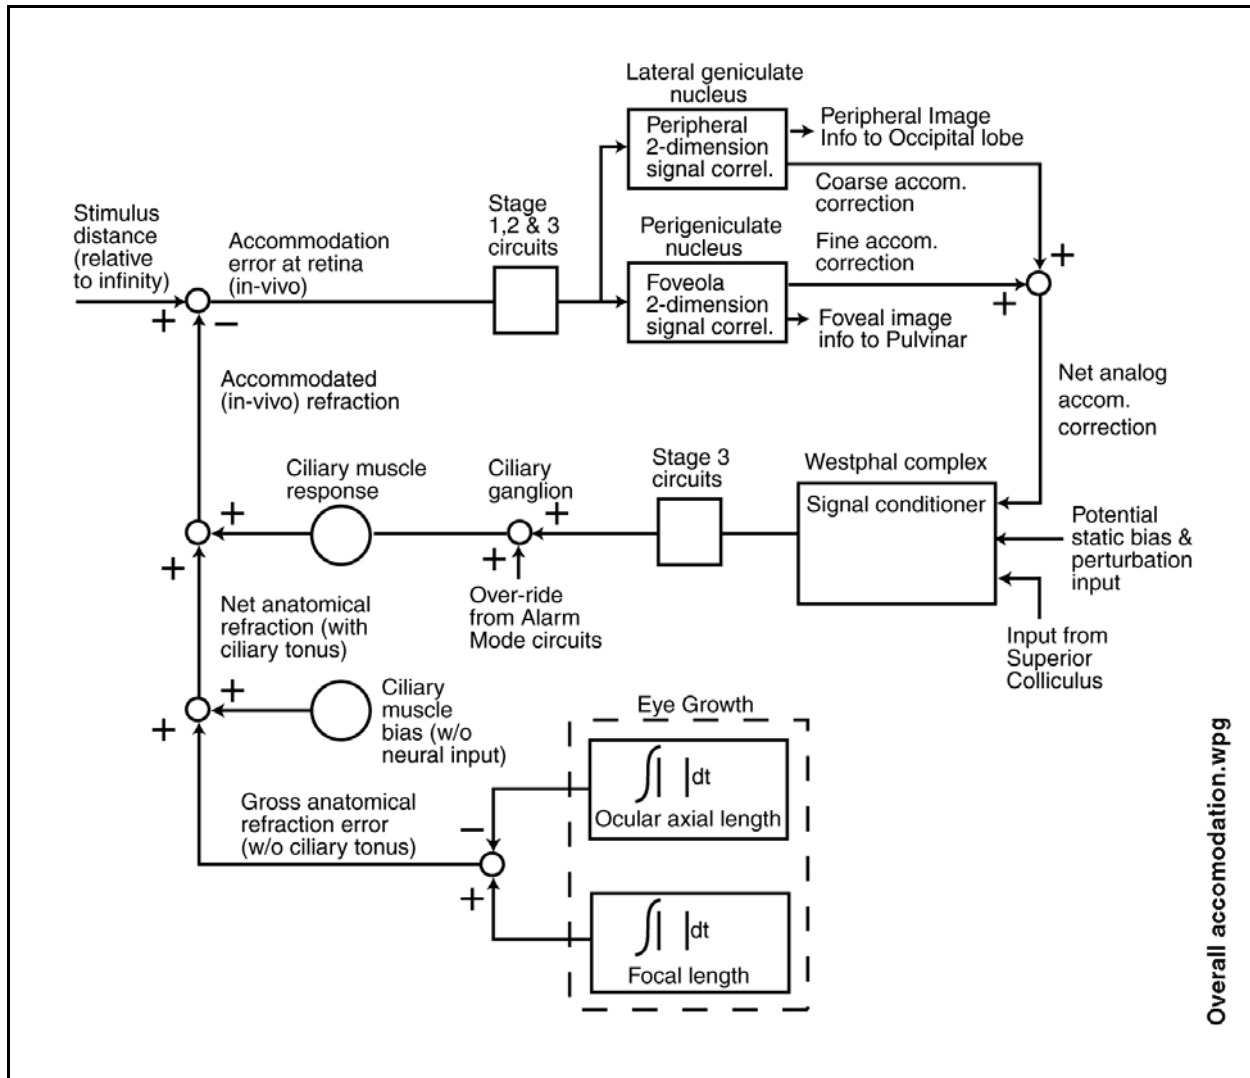 Lateral geniculate
nucleus
Peripheral
2-dimension
signal correl.
Peripheral Image
Info to Occipital lobe
Coarse accom.
correction
Stimulus
distance
(relative
to infinity)
+
−
Accommodation
error at retina
(in-vivo)
Stage
1,2 & 3
circuits
Perigeniculate
nucleus
Foveola
2-dimension
signal correl.
Fine accom.
correction
+
+
Foveal image
info to Pulvinar
Accommodated
(in-vivo) refraction
Net analog
accom.
correction
Ciliary muscle
response
+
+
Ciliary
ganglion
+
+
Over-ride
from Alarm
Mode circuits
Stage 3
circuits
Westphal complex
Signal conditioner
Potential
static bias &
perturbation
input
Input from
Superior
Colliculus
Net anatomical
refraction (with
ciliary tonus)
+
+
Ciliary
muscle
bias (w/o
neural input)
Eye Growth
∫| |dt
Ocular axial length
Gross anatomical
refraction error
(w/o ciliary tonus)
−
+
∫| |dt
Focal length
Overall accomodation.wpg